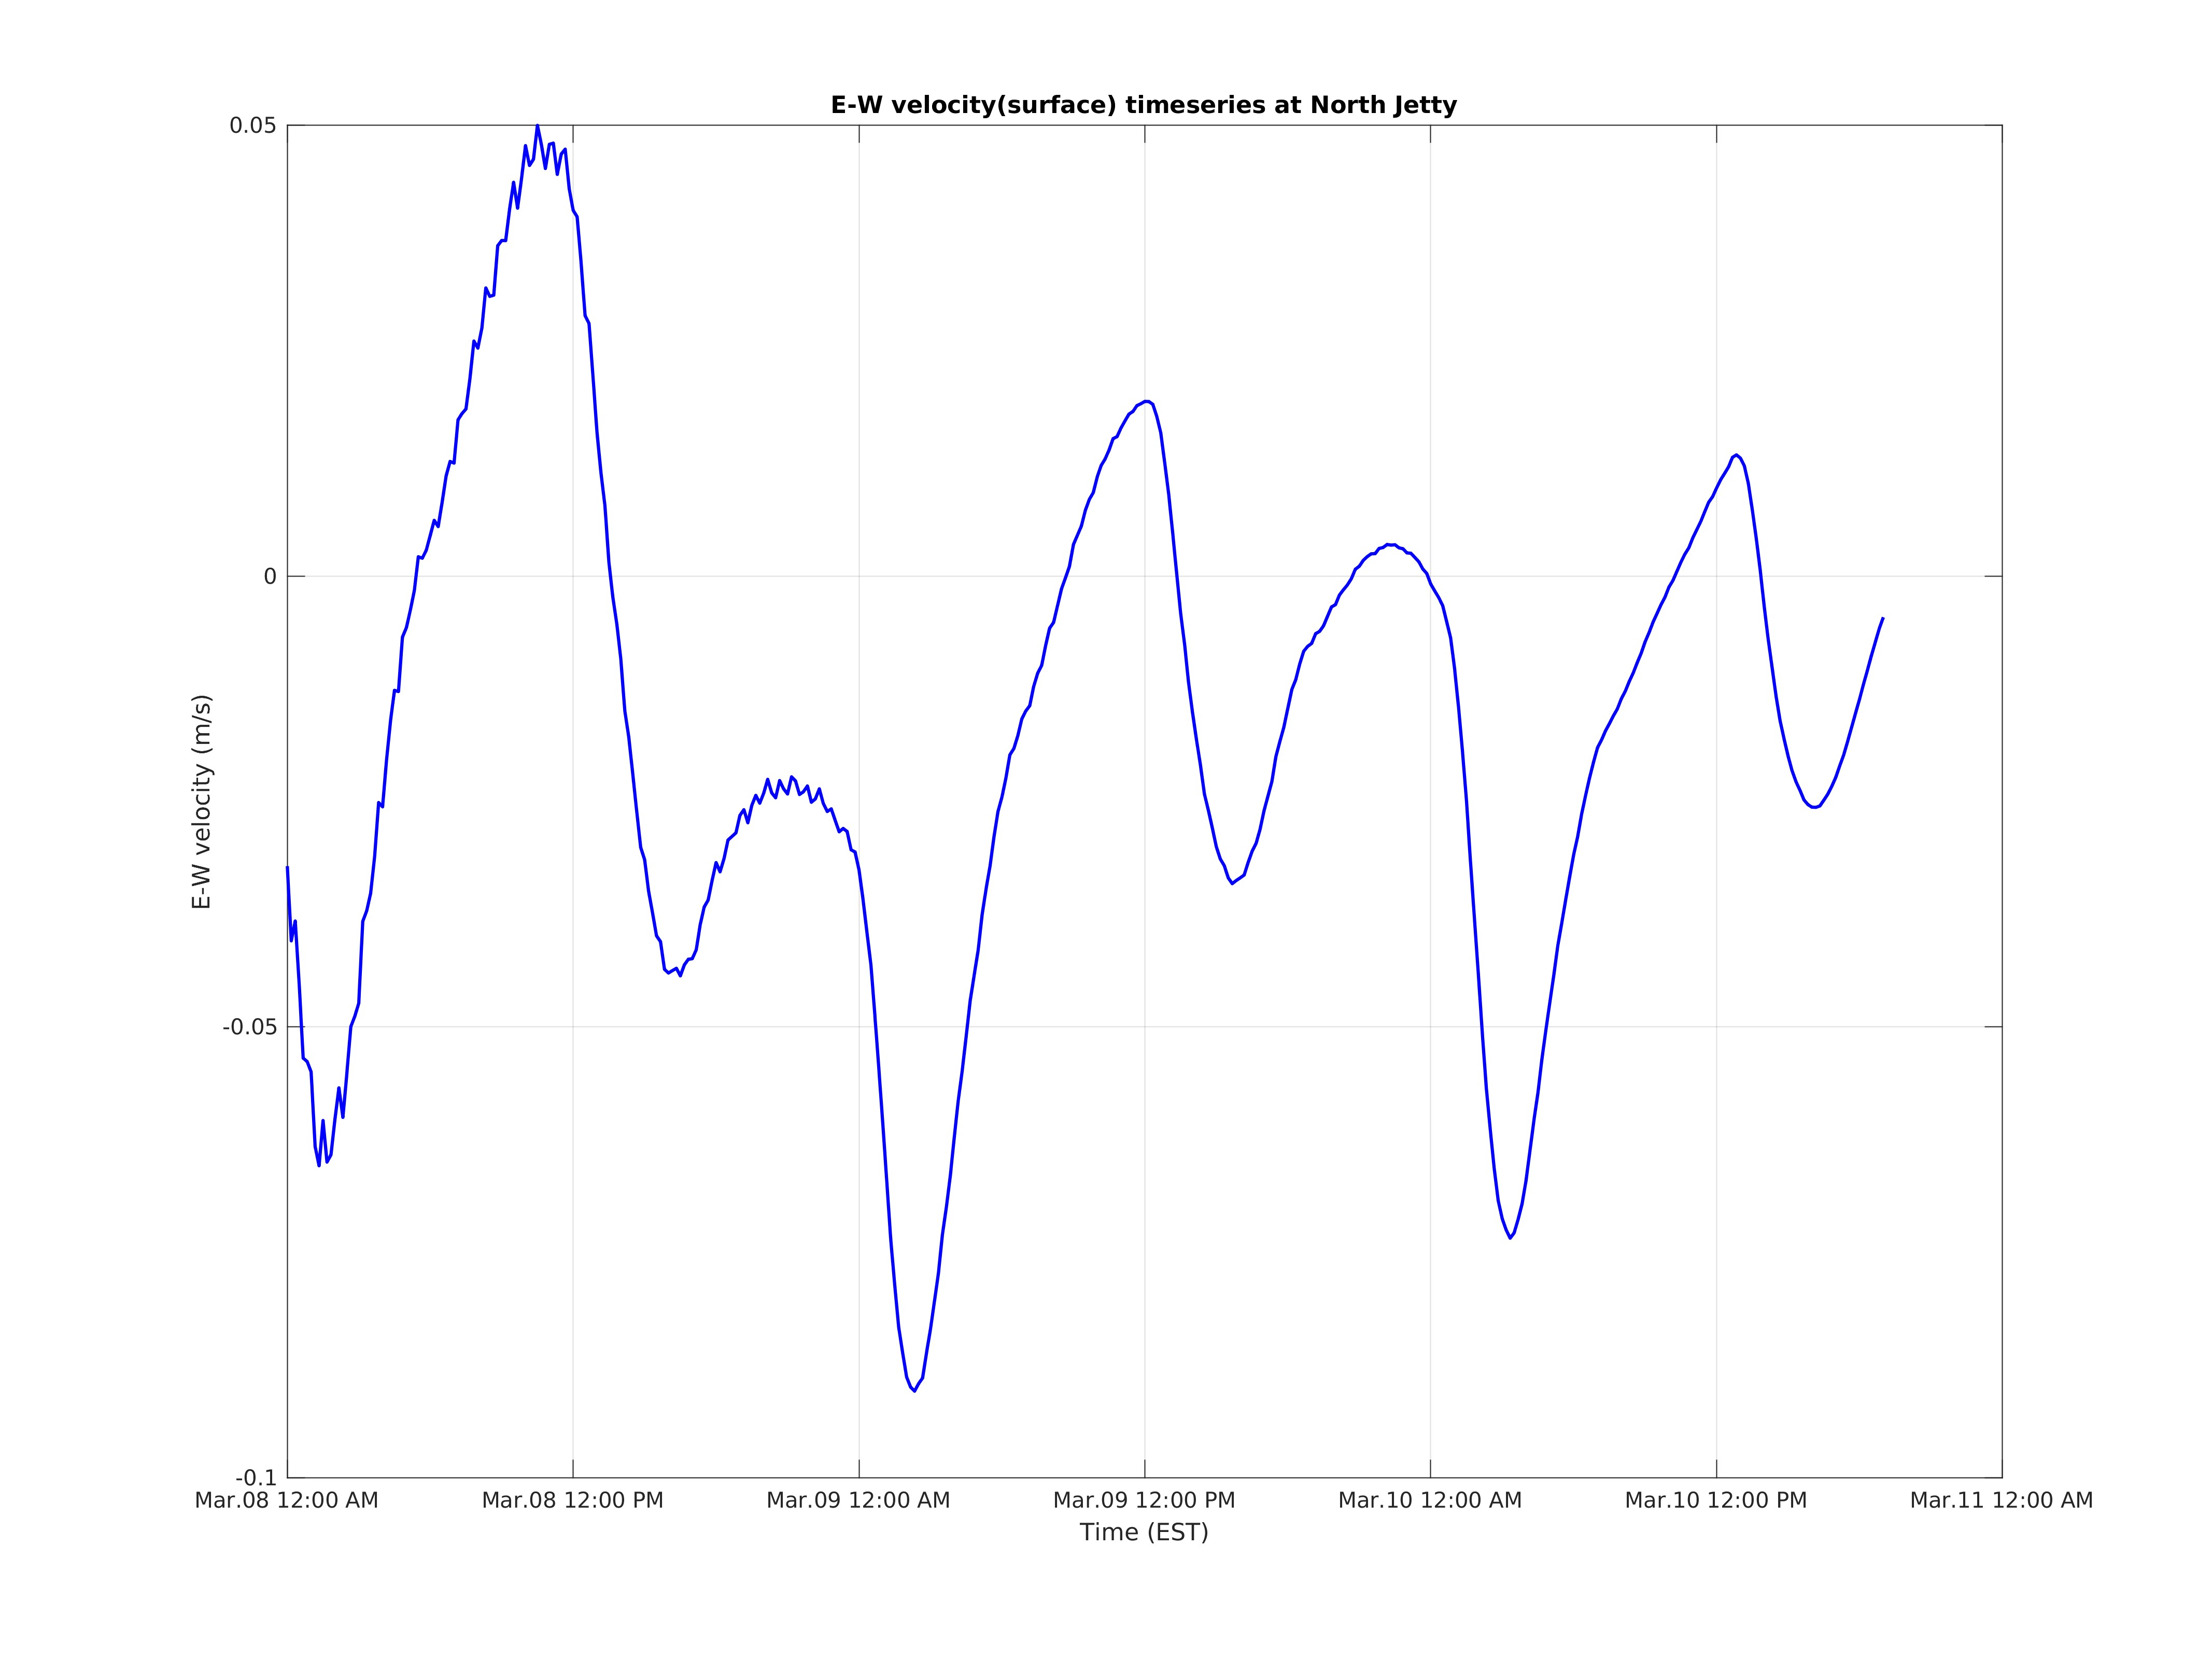 E-W velocity(surface) timeseries at North Jetty
0.05
0
-0.05
-0.1
E-W velocity (m/s)
Mar.08 12:00 AM
Mar.08 12:00 PM
Mar.09 12:00 AM
Mar.09 12:00 PM
Mar.10 12:00 AM
Mar.10 12:00 PM
Mar.11 12:00 AM
Time (EST)